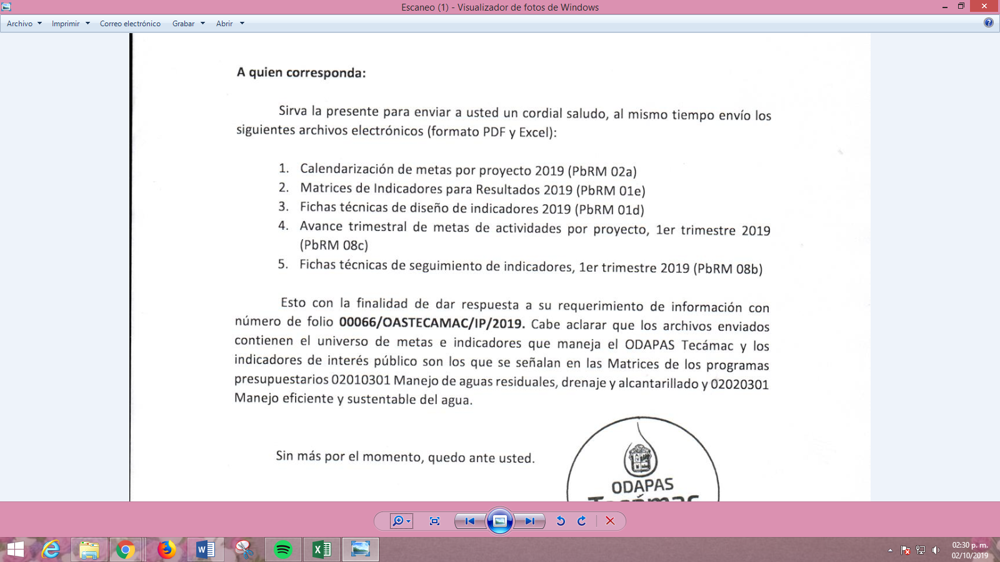 Escaneo (1) - Visualizador de fotos de Windows
Archivo Imprimir Correo electrónico Grabar Abrir
A quien corresponda:
Sirva la presente para enviar a usted un cordial saludo, al mismo tiempo envío los
siguientes archivos electrónicos (formato PDF y Excel):
1. Calendarización de metas por proyecto 2019 (PbRM 02a)
2. Matrices de Indicadores para Resultados 2019 (PbRM 01e)
3. Fichas técnicas de diseño de indicadores 2019 (PbRM 01d)
4. Avance trimestral de metas de actividades por proyecto, 1er trimestre 2019
(PbRM 08c)
5. Fichas técnicas de seguimiento de indicadores, 1er trimestre 2019 (PbRM 08b)
Esto con la finalidad de dar respuesta a su requerimiento de información con
número de folio 00066/OASTECAMAC/IP/2019. Cabe aclarar que los archivos enviados
contienen el universo de metas e indicadores que maneja el ODAPAS Tecámac y los
indicadores de interés público son los que se señalan en las Matrices de los programas
presupuestarios 02010301 Manejo de aguas residuales, drenaje y alcantarillado y 02020301
Manejo eficiente y sustentable del agua.
Sin más por el momento, quedo ante usted.
ODAPAS
Tecámac
02:30 p. m.
02/10/2019